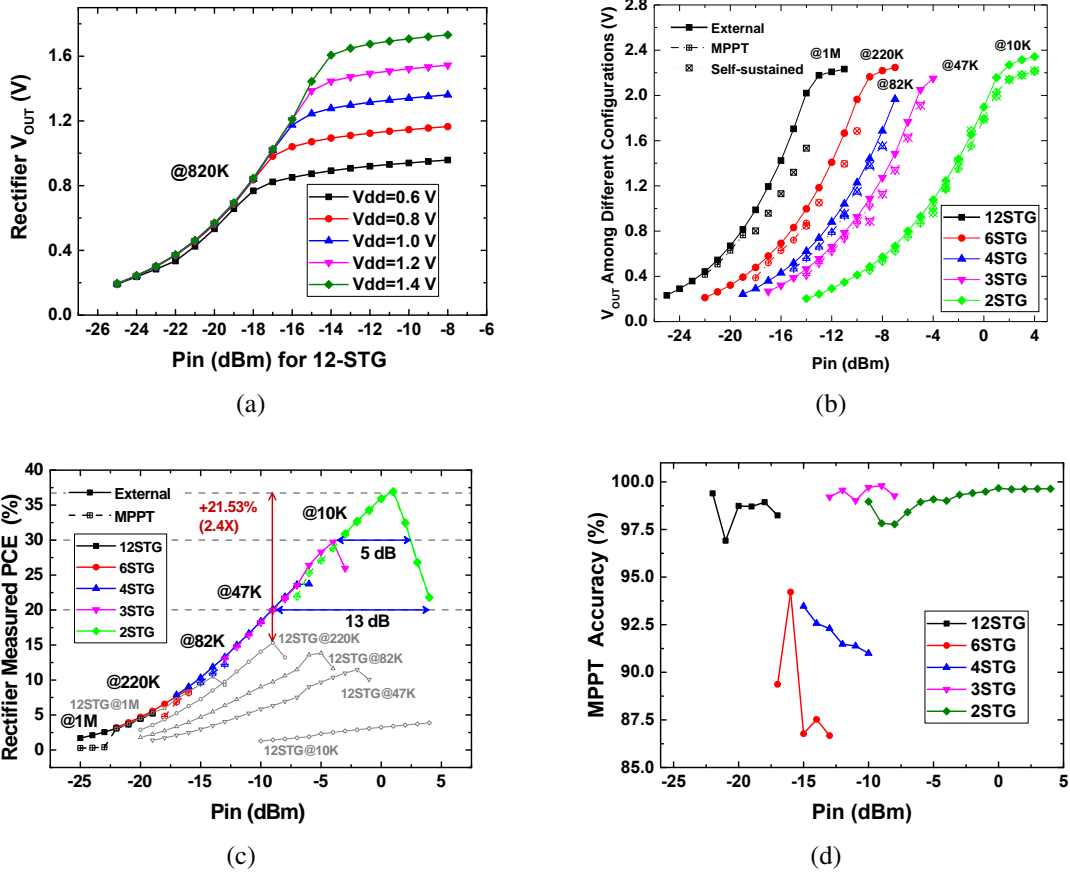 Rectifier V_OUT (V)
1.6
1.2
0.8
0.4
0.0
@820K
Vdd=0.6 V
Vdd=0.8 V
Vdd=1.0 V
Vdd=1.2 V
Vdd=1.4 V
-26 -24 -22 -20 -18 -16 -14 -12 -10 -8 -6
Pin (dBm) for 12-STG
(a)
V_OUT Among Different Configurations (V)
2.8
2.4
2.0
1.6
1.2
0.8
0.4
0.0
External
MPPT
Self-sustained
@1M
@220K
@82K
@47K
@10K
12STG
6STG
4STG
3STG
2STG
-24 -20 -16 -12 -8 -4 0 4
Pin (dBm)
(b)
Rectifier Measured PCE (%)
40
35
30
25
20
15
10
5
0
External
MPPT
12STG
6STG
4STG
3STG
2STG
+21.53%
(2.4X)
@10K
5 dB
@47K
13 dB
@82K
12STG@220K
12STG@82K
@220K
12STG@47K
12STG@1M
@1M
12STG@10K
-25 -20 -15 -10 -5 0 5
Pin (dBm)
(c)
MPPT Accuracy (%)
100.0
97.5
95.0
92.5
90.0
87.5
85.0
12STG
6STG
4STG
3STG
2STG
-25 -20 -15 -10 -5 0 5
Pin (dBm)
(d)